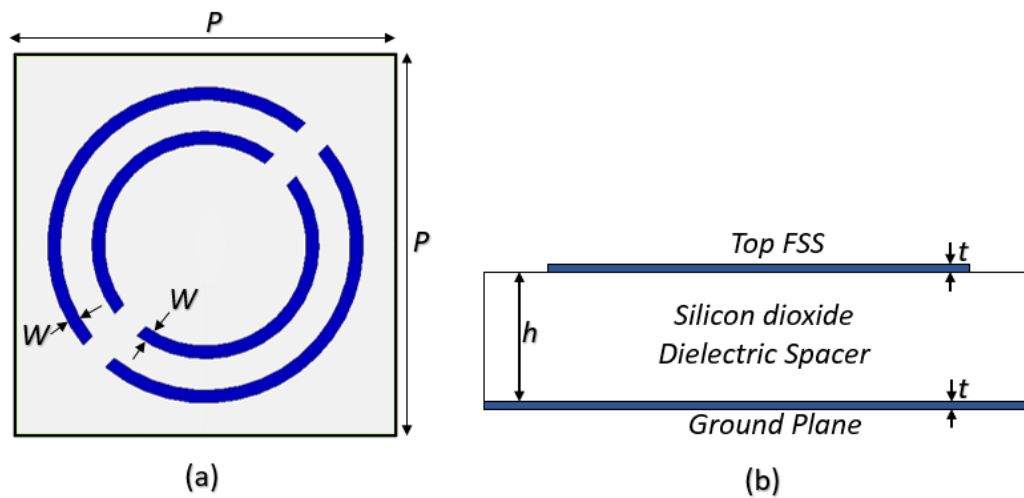 P
P
W
W
(a)
Top FSS
t
h
Silicon dioxide
Dielectric Spacer
t
Ground Plane
(b)